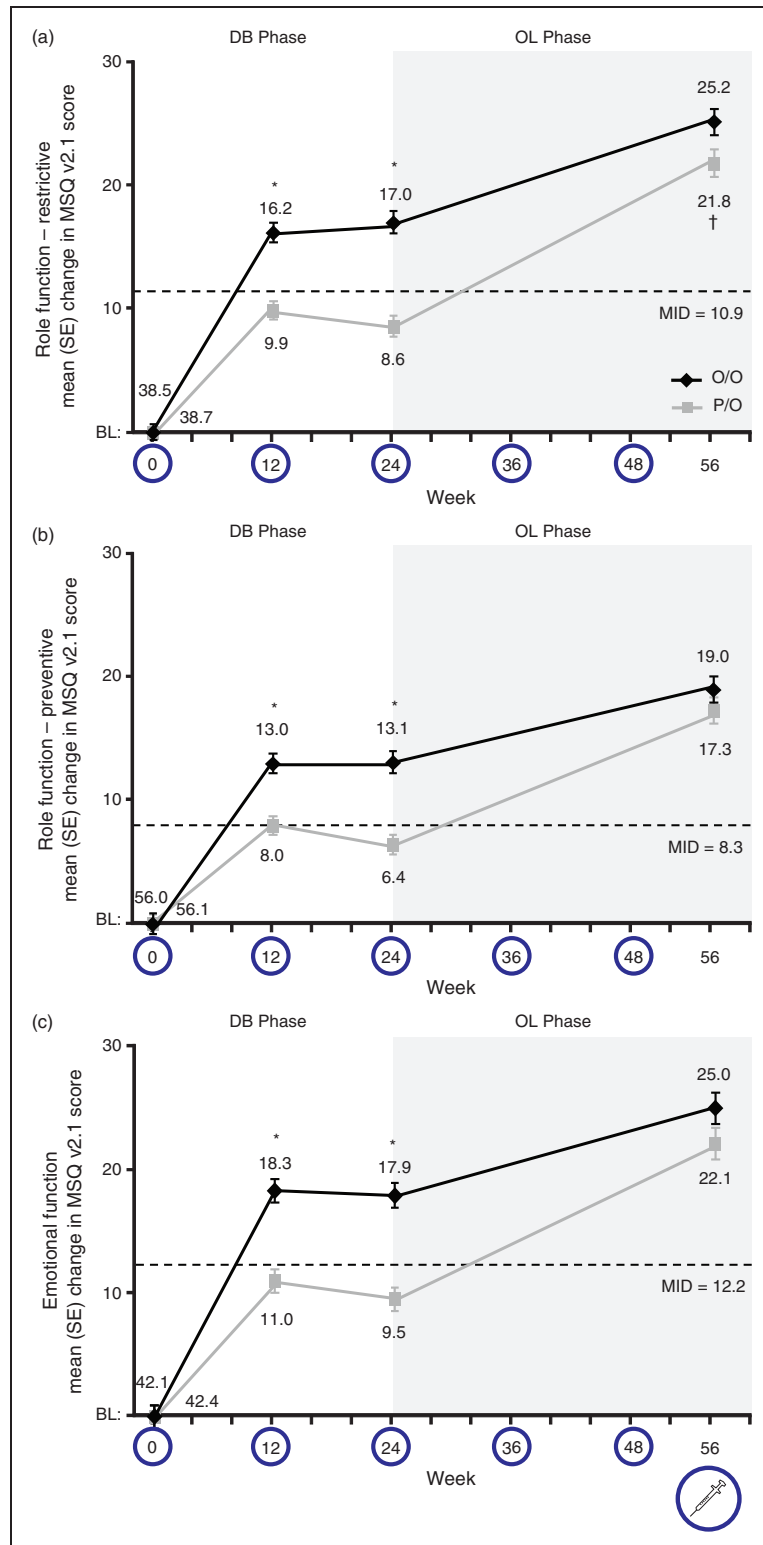 (a)
DB Phase
OL Phase
Role function – restrictive
mean (SE) change in MSQ v2.1 score
30
20
10
BL:
25.2
*
16.2
*
17.0
21.8
†
MID = 10.9
9.9
8.6
38.5
38.7
O/O
P/O
0
12
24
36
48
56
Week
(b)
DB Phase
OL Phase
Role function – preventive
mean (SE) change in MSQ v2.1 score
30
20
10
BL:
19.0
*
13.0
*
13.1
17.3
MID = 8.3
8.0
6.4
56.0
56.1
0
12
24
36
48
56
Week
(c)
DB Phase
OL Phase
Emotional function
mean (SE) change in MSQ v2.1 score
30
20
10
BL:
25.0
*
18.3
*
17.9
22.1
MID = 12.2
11.0
9.5
42.1
42.4
0
12
24
36
48
56
Week